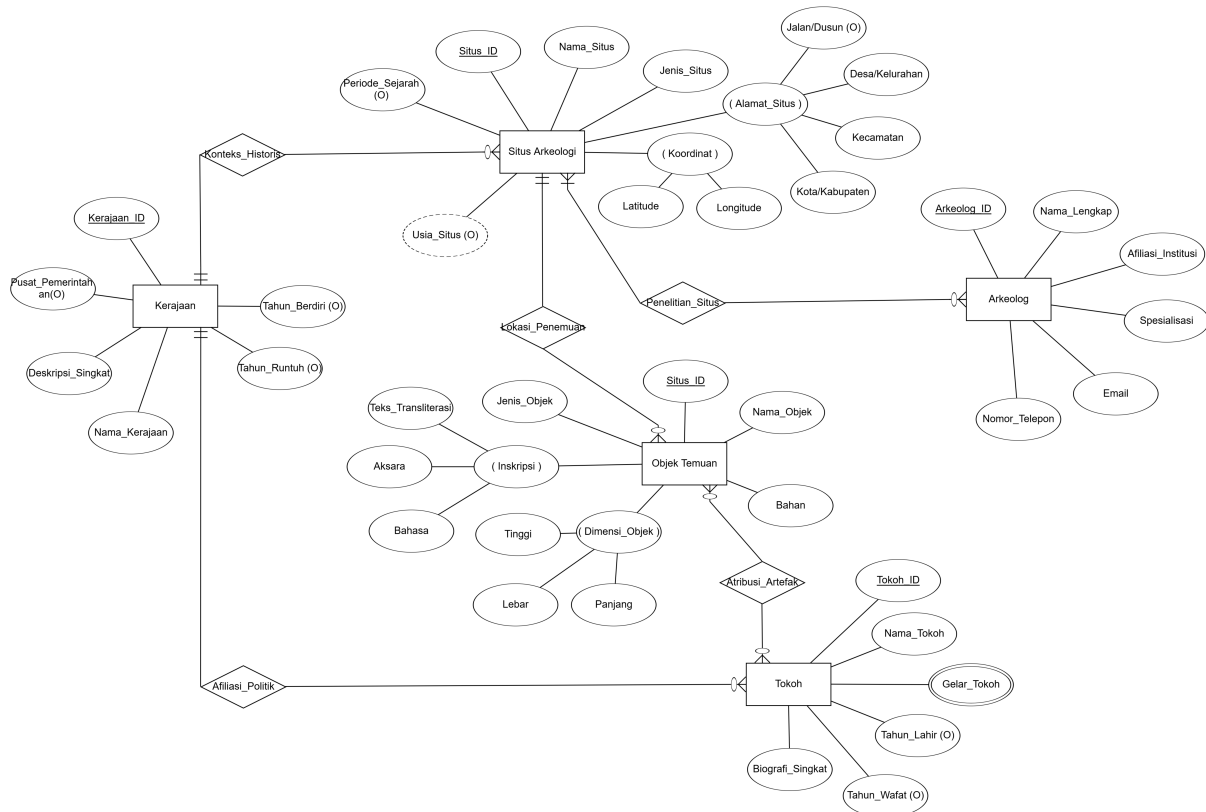 Jalan/Dusun (O)
Situs_ID
Nama_Situs
Jenis_Situs
Desa/Kelurahan
Periode_Sejarah
(O)
( Alamat_Situs )
Kecamatan
Konteks_Historis
Situs Arkeologi
( Koordinat )
Kota/Kabupaten
Latitude
Longitude
Usia_Situs (O)
Kerajaan_ID
Arkeolog_ID
Nama_Lengkap
Afiliasi_Institusi
Pusat_Pemerintah
an(O)
Kerajaan
Tahun_Berdiri (O)
Penelitian_Situs
Arkeolog
Spesialisasi
Lokasi_Penemuan
Deskripsi_Singkat
Tahun_Runtuh (O)
Situs_ID
Email
Teks_Transliterasi
Jenis_Objek
Nama_Objek
Nomor_Telepon
Nama_Kerajaan
Aksara
( Inskripsi )
Objek Temuan
Bahan
Bahasa
Tinggi
( Dimensi_Objek )
Atribusi_Artefak
Tokoh_ID
Lebar
Panjang
Nama_Tokoh
Afiliasi_Politik
Tokoh
Gelar_Tokoh
Tahun_Lahir (O)
Biografi_Singkat
Tahun_Wafat (O)